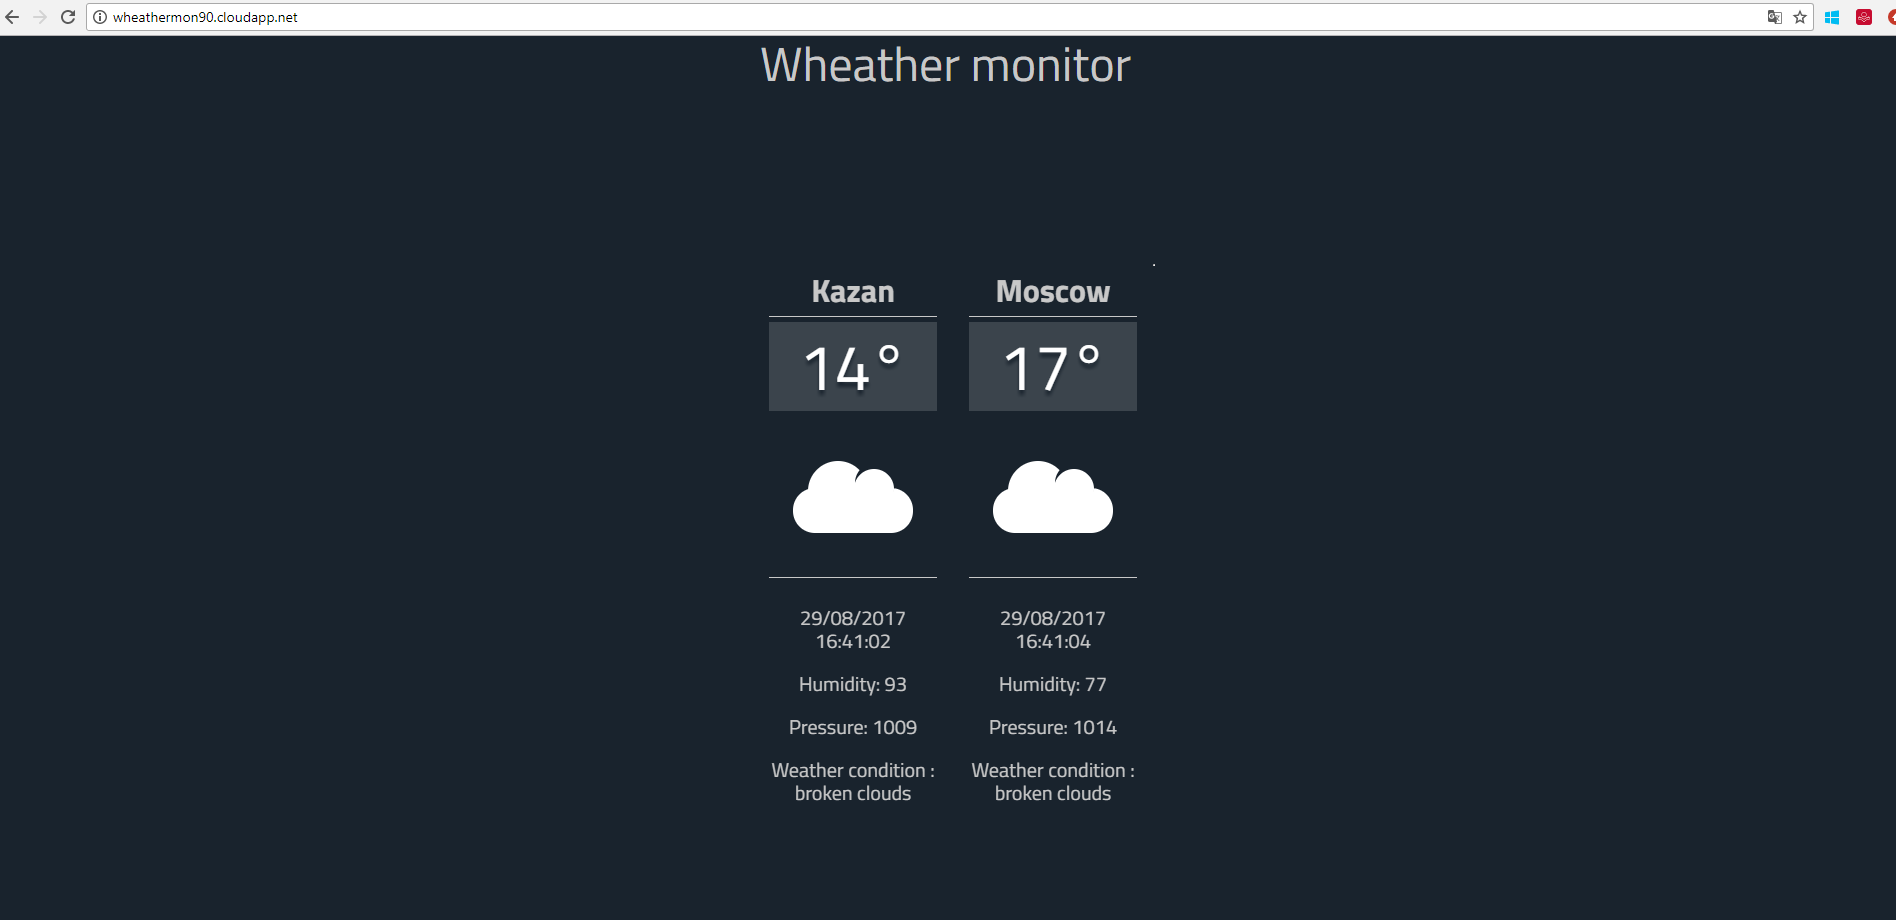 wheathermon90.cloudapp.net
Wheather monitor
.
Kazan
14°
29/08/2017
16:41:02
Humidity: 93
Pressure: 1009
Weather condition :
broken clouds
Moscow
17°
29/08/2017
16:41:04
Humidity: 77
Pressure: 1014
Weather condition :
broken clouds